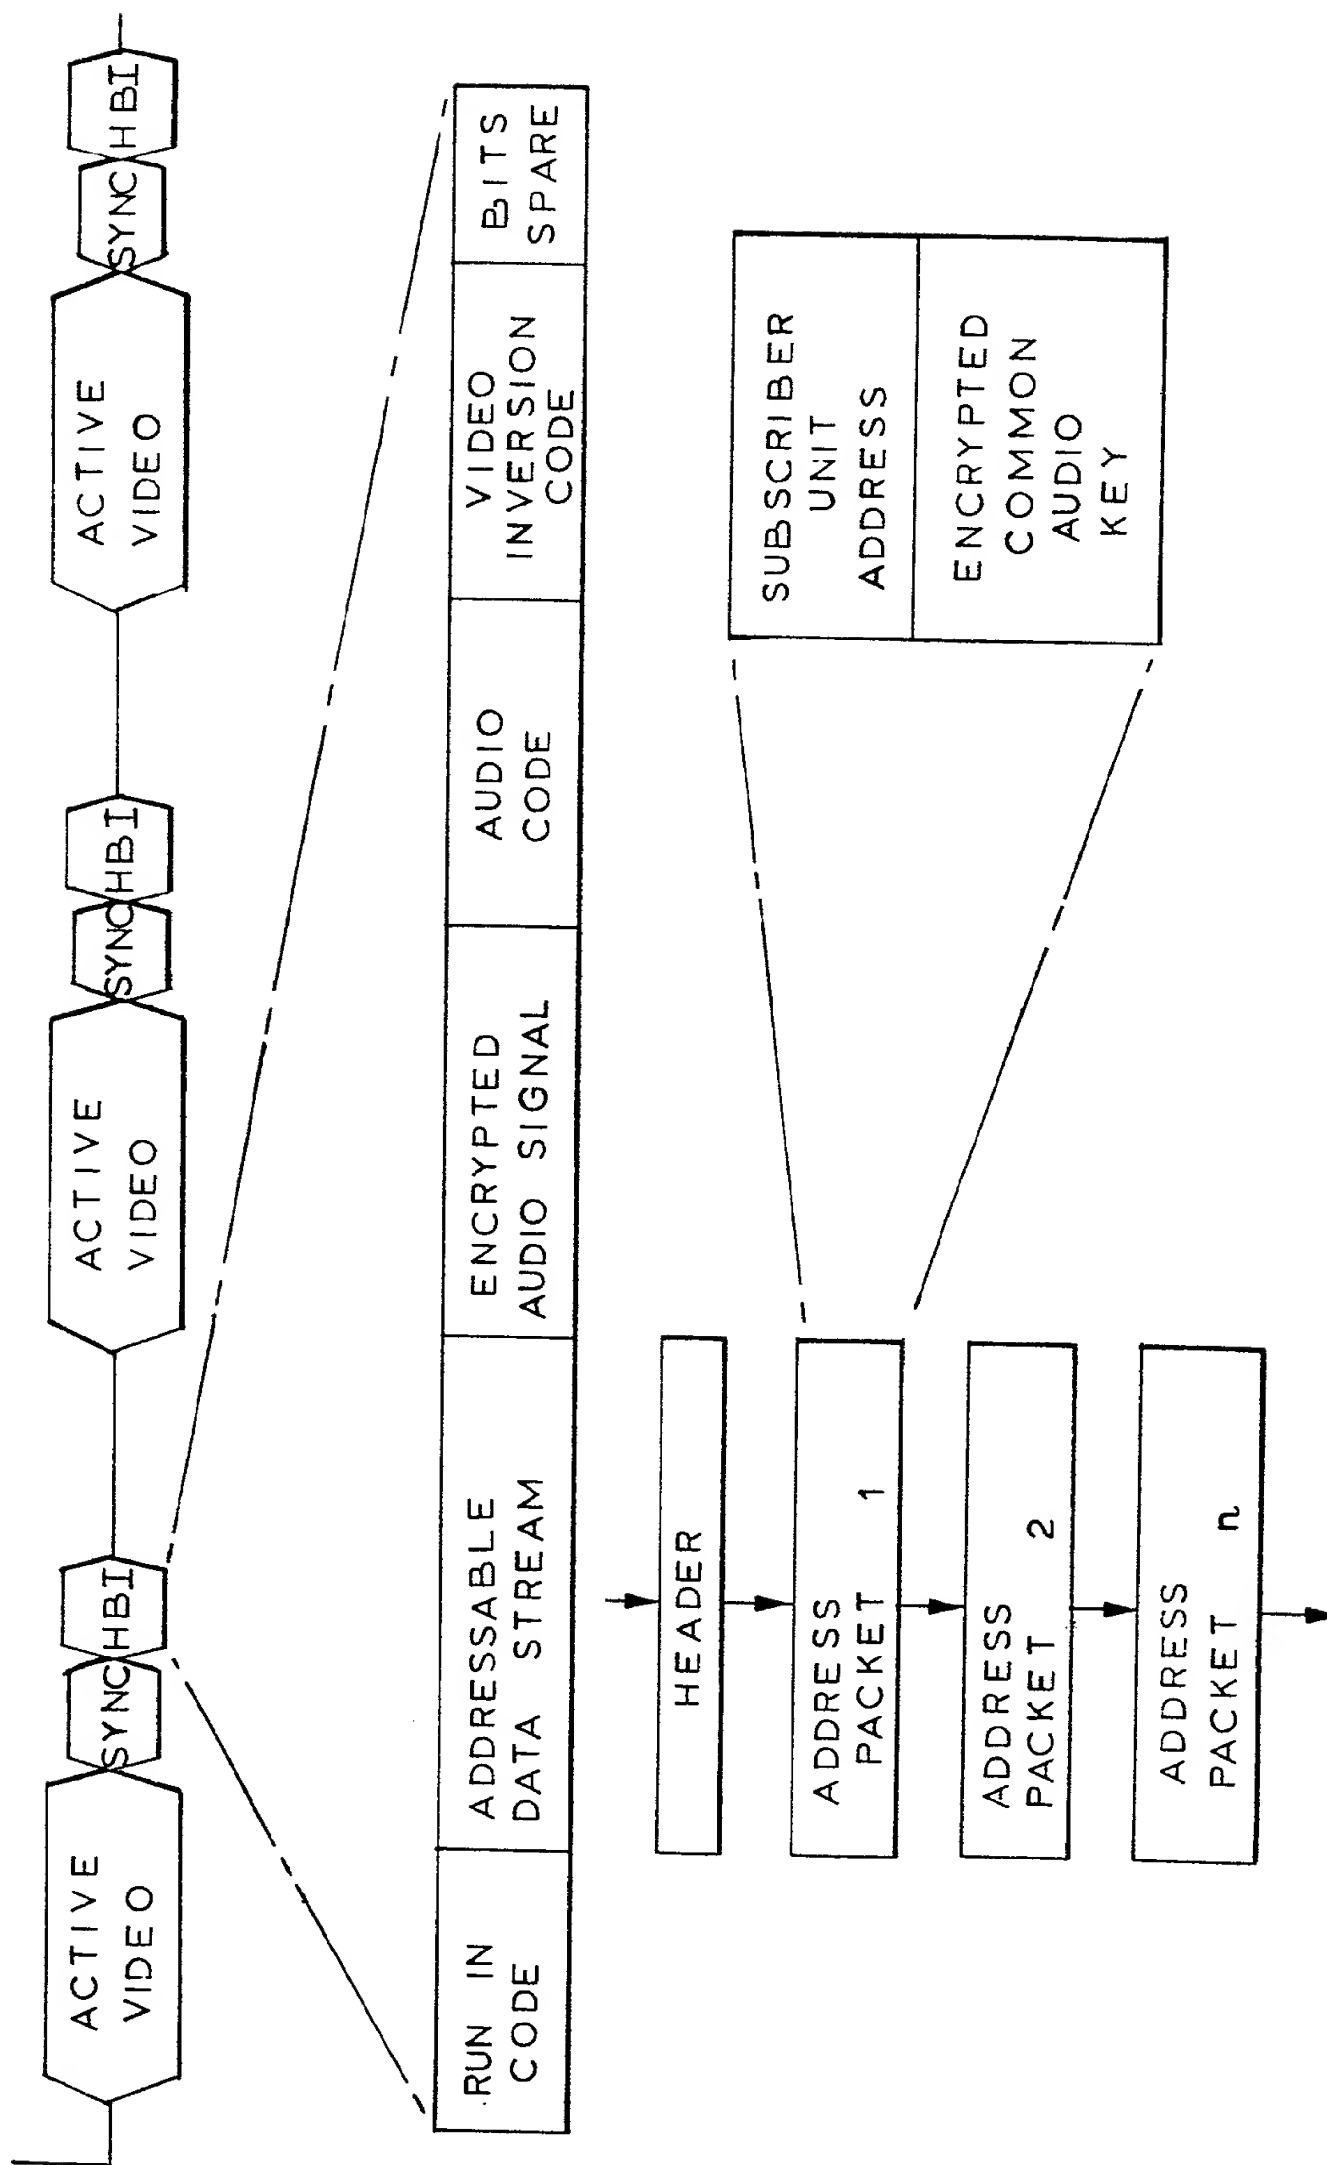 ACTIVE
VIDEO
SYNC
HBI
ACTIVE
VIDEO
SYNC
HBI
ACTIVE
VIDEO
SYNC
HBI
RUN IN
CODE
ADDRESSABLE
DATA STREAM
ENCRYPTED
AUDIO SIGNAL
AUDIO
CODE
VIDEO
INVERSION
CODE
BITS
SPARE
HEADER
ADDRESS
PACKET 1
ADDRESS
PACKET 2
ADDRESS
PACKET n
SUBSCRIBER
UNIT
ADDRESS
ENCRYPTED
COMMON
AUDIO
KEY